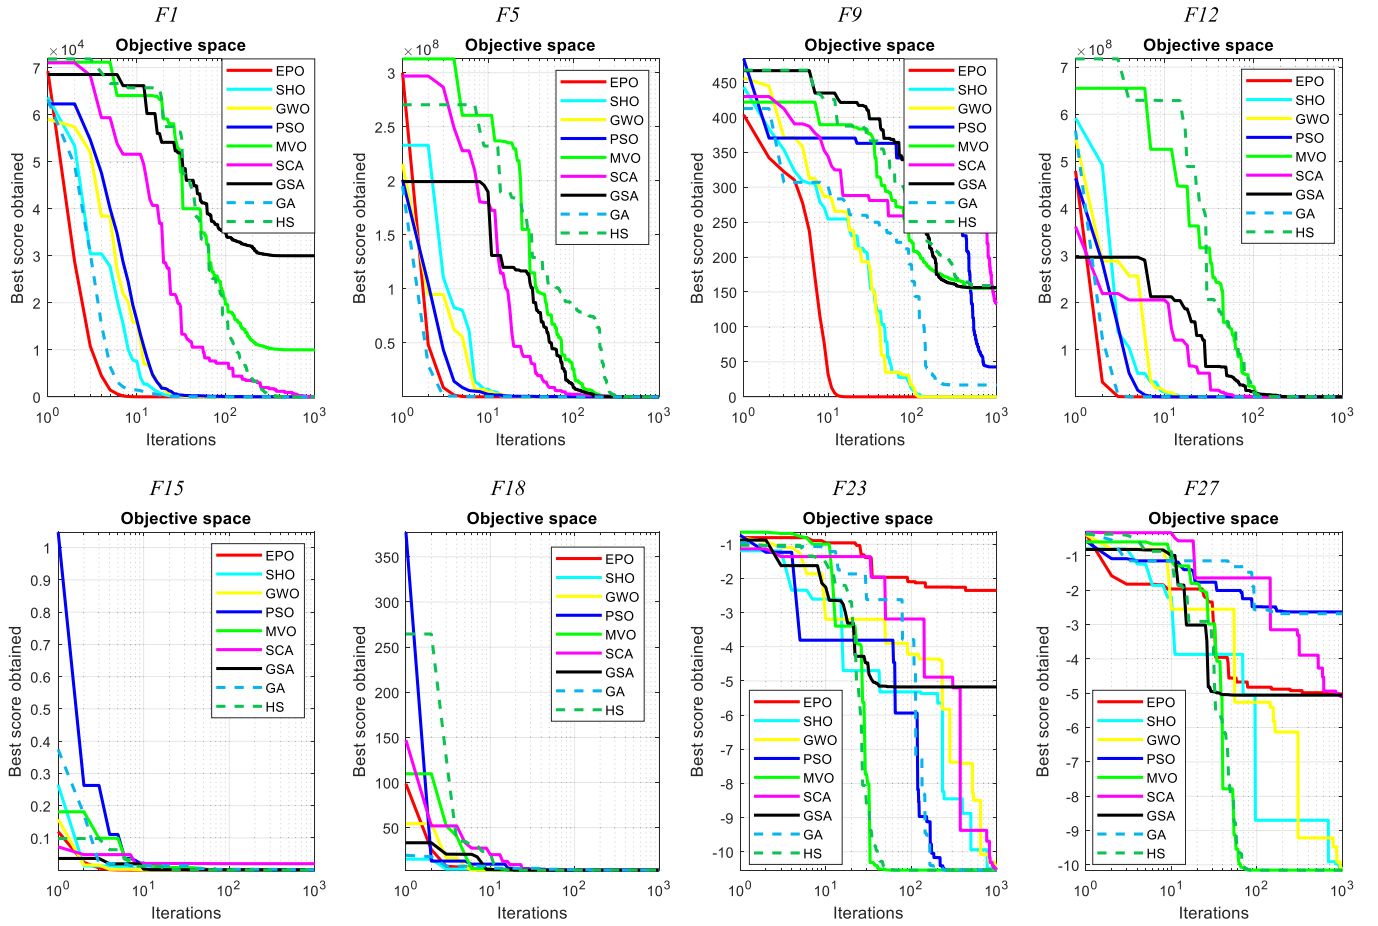 F1
Objective space
×10^4
7
6
5
4
3
2
1
0
Best score obtained
10^0 10^1 10^2 10^3
Iterations
EPO
SHO
GWO
PSO
MVO
SCA
GSA
GA
HS
F5
Objective space
×10^8
3
2.5
2
1.5
1
0.5
Best score obtained
10^0 10^1 10^2 10^3
Iterations
EPO
SHO
GWO
PSO
MVO
SCA
GSA
GA
HS
F9
Objective space
450
400
350
300
250
200
150
100
50
0
Best score obtained
10^0 10^1 10^2 10^3
Iterations
EPO
SHO
GWO
PSO
MVO
SCA
GSA
GA
HS
F12
Objective space
×10^8
7
6
5
4
3
2
1
Best score obtained
10^0 10^1 10^2 10^3
Iterations
EPO
SHO
GWO
PSO
MVO
SCA
GSA
GA
HS
F15
Objective space
1
0.9
0.8
0.7
0.6
0.5
0.4
0.3
0.2
0.1
Best score obtained
10^0 10^1 10^2 10^3
Iterations
EPO
SHO
GWO
PSO
MVO
SCA
GSA
GA
HS
F18
Objective space
350
300
250
200
150
100
50
Best score obtained
10^0 10^1 10^2 10^3
Iterations
EPO
SHO
GWO
PSO
MVO
SCA
GSA
GA
HS
F23
Objective space
-1
-2
-3
-4
-5
-6
-7
-8
-9
-10
Best score obtained
10^0 10^1 10^2 10^3
Iterations
EPO
SHO
GWO
PSO
MVO
SCA
GSA
GA
HS
F27
Objective space
-1
-2
-3
-4
-5
-6
-7
-8
-9
-10
Best score obtained
10^0 10^1 10^2 10^3
Iterations
EPO
SHO
GWO
PSO
MVO
SCA
GSA
GA
HS